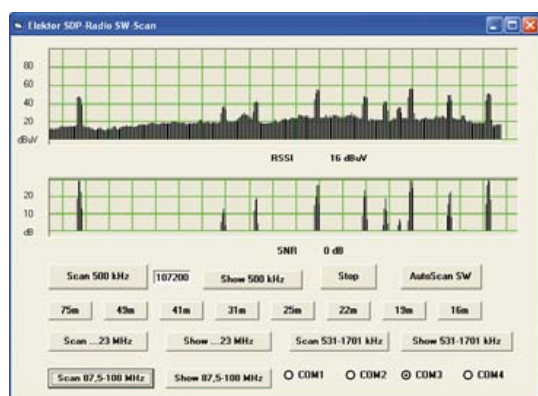 Elektor SDP-Radio SW-Scan
80
60
40
20
dBuV
RSSI 16 dBuV
20
10
dB
SNR 0 dB
Scan 500 kHz 107200 Show 500 kHz Stop AutoScan SW
75m 49m 41m 31m 25m 22m 19m 16m
Scan ...23 MHz Show ...23 MHz Scan 531-1701 kHz Show 531-1701 kHz
Scan 87,5-108 MHz Show 87,5-108 MHz COM1 COM2 COM3 COM4